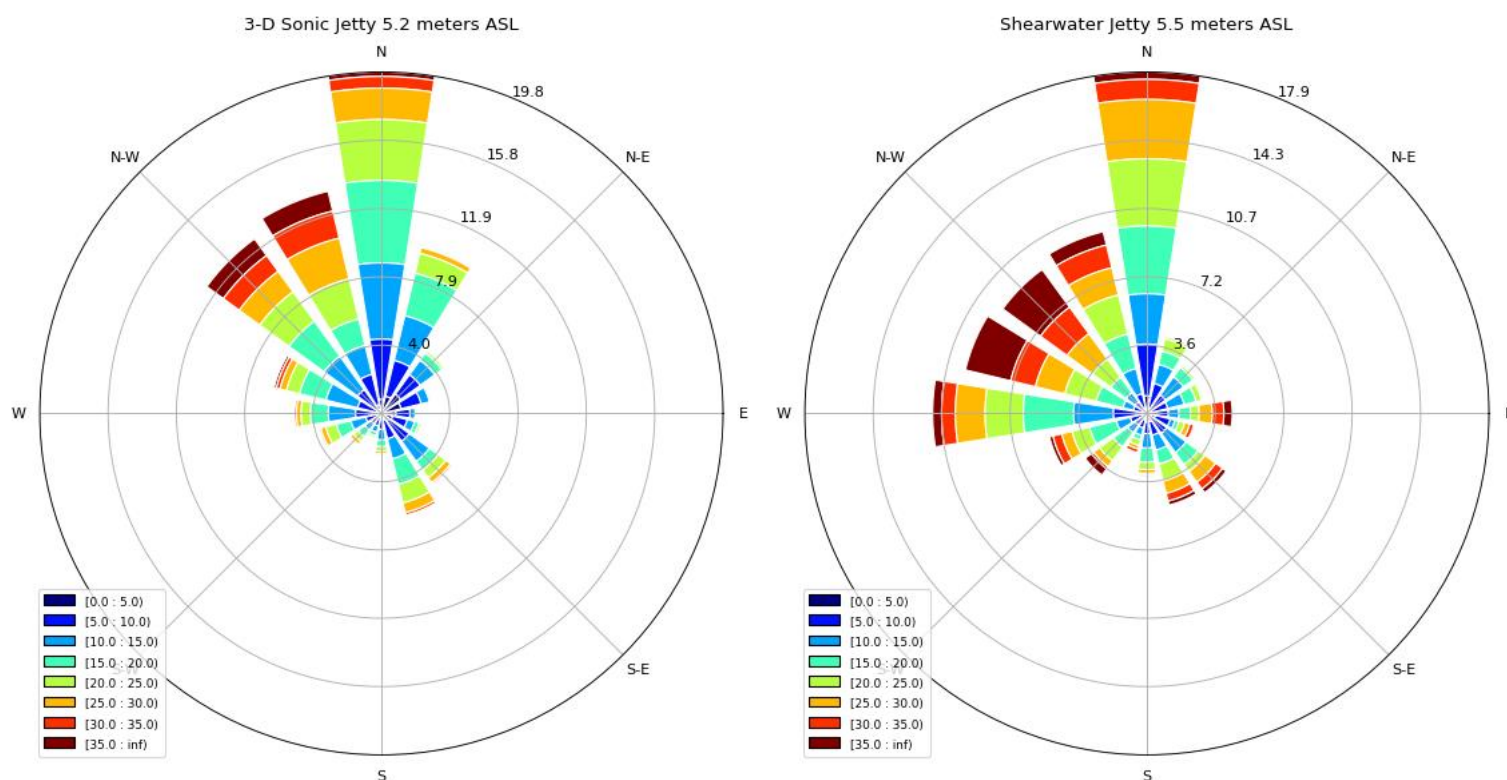 3-D Sonic Jetty 5.2 meters ASL
N
19.8
N-W
N-E
15.8
11.9
7.9
4.0
W
E
[0.0 : 5.0)
[5.0 : 10.0)
[10.0 : 15.0)
[15.0 : 20.0)
S-W
S-E
[20.0 : 25.0)
[25.0 : 30.0)
[30.0 : 35.0)
[35.0 : inf)
S
Shearwater Jetty 5.5 meters ASL
N
17.9
N-W
N-E
14.3
10.7
7.2
3.6
W
[0.0 : 5.0)
[5.0 : 10.0)
[10.0 : 15.0)
[15.0 : 20.0)
S-W
S-E
[20.0 : 25.0)
[25.0 : 30.0)
[30.0 : 35.0)
[35.0 : inf)
S